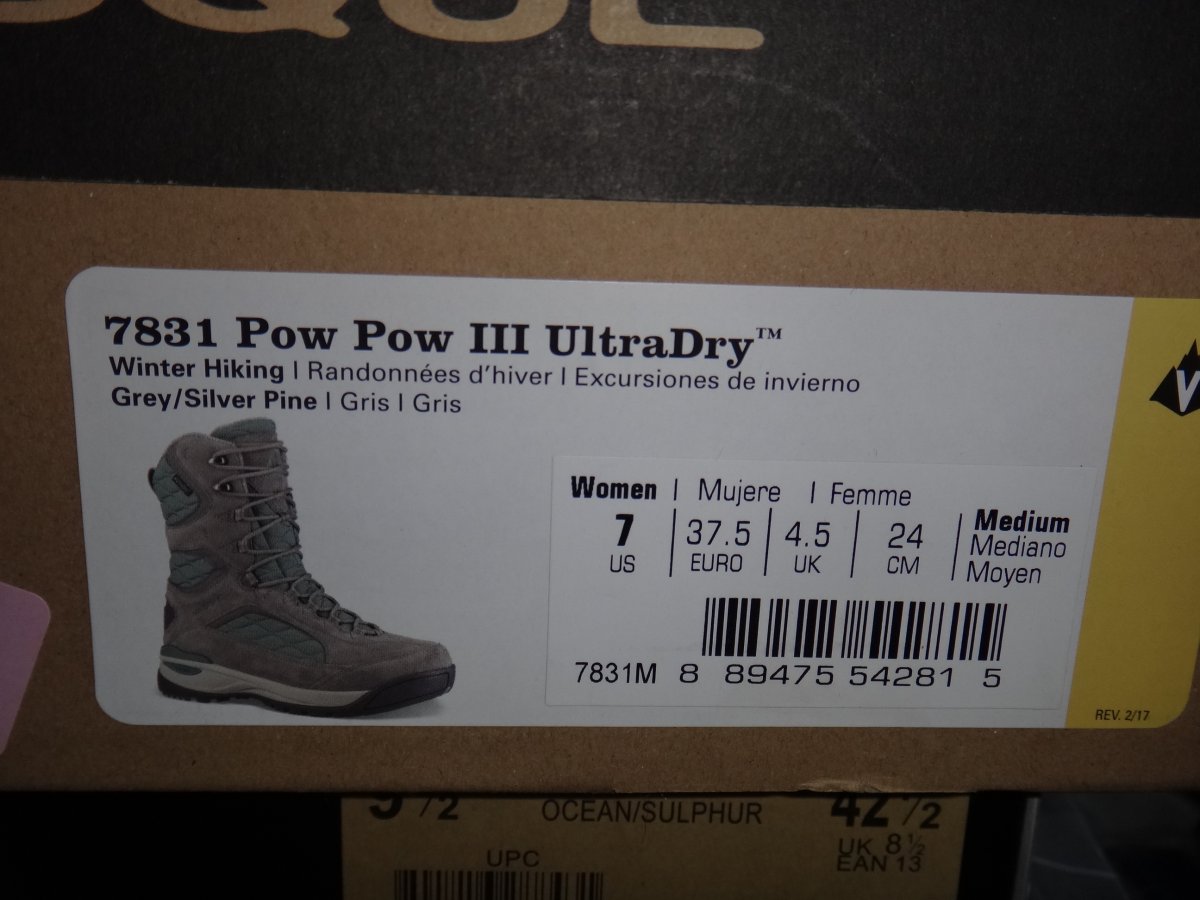 7831 Pow Pow III UltraDry™
Winter Hiking | Randonnées d'hiver | Excursiones de invierno
Grey/Silver Pine | Gris | Gris
Women | Mujere | Femme
7 | 37.5 | 4.5 | 24 | Medium
US EURO UK CM Mediano
Moyen
7831M 8 89475 54281 5
REV. 2/17
V
OCEAN/SULPHUR 42 1/2
UK 8½
UPC EAN 13